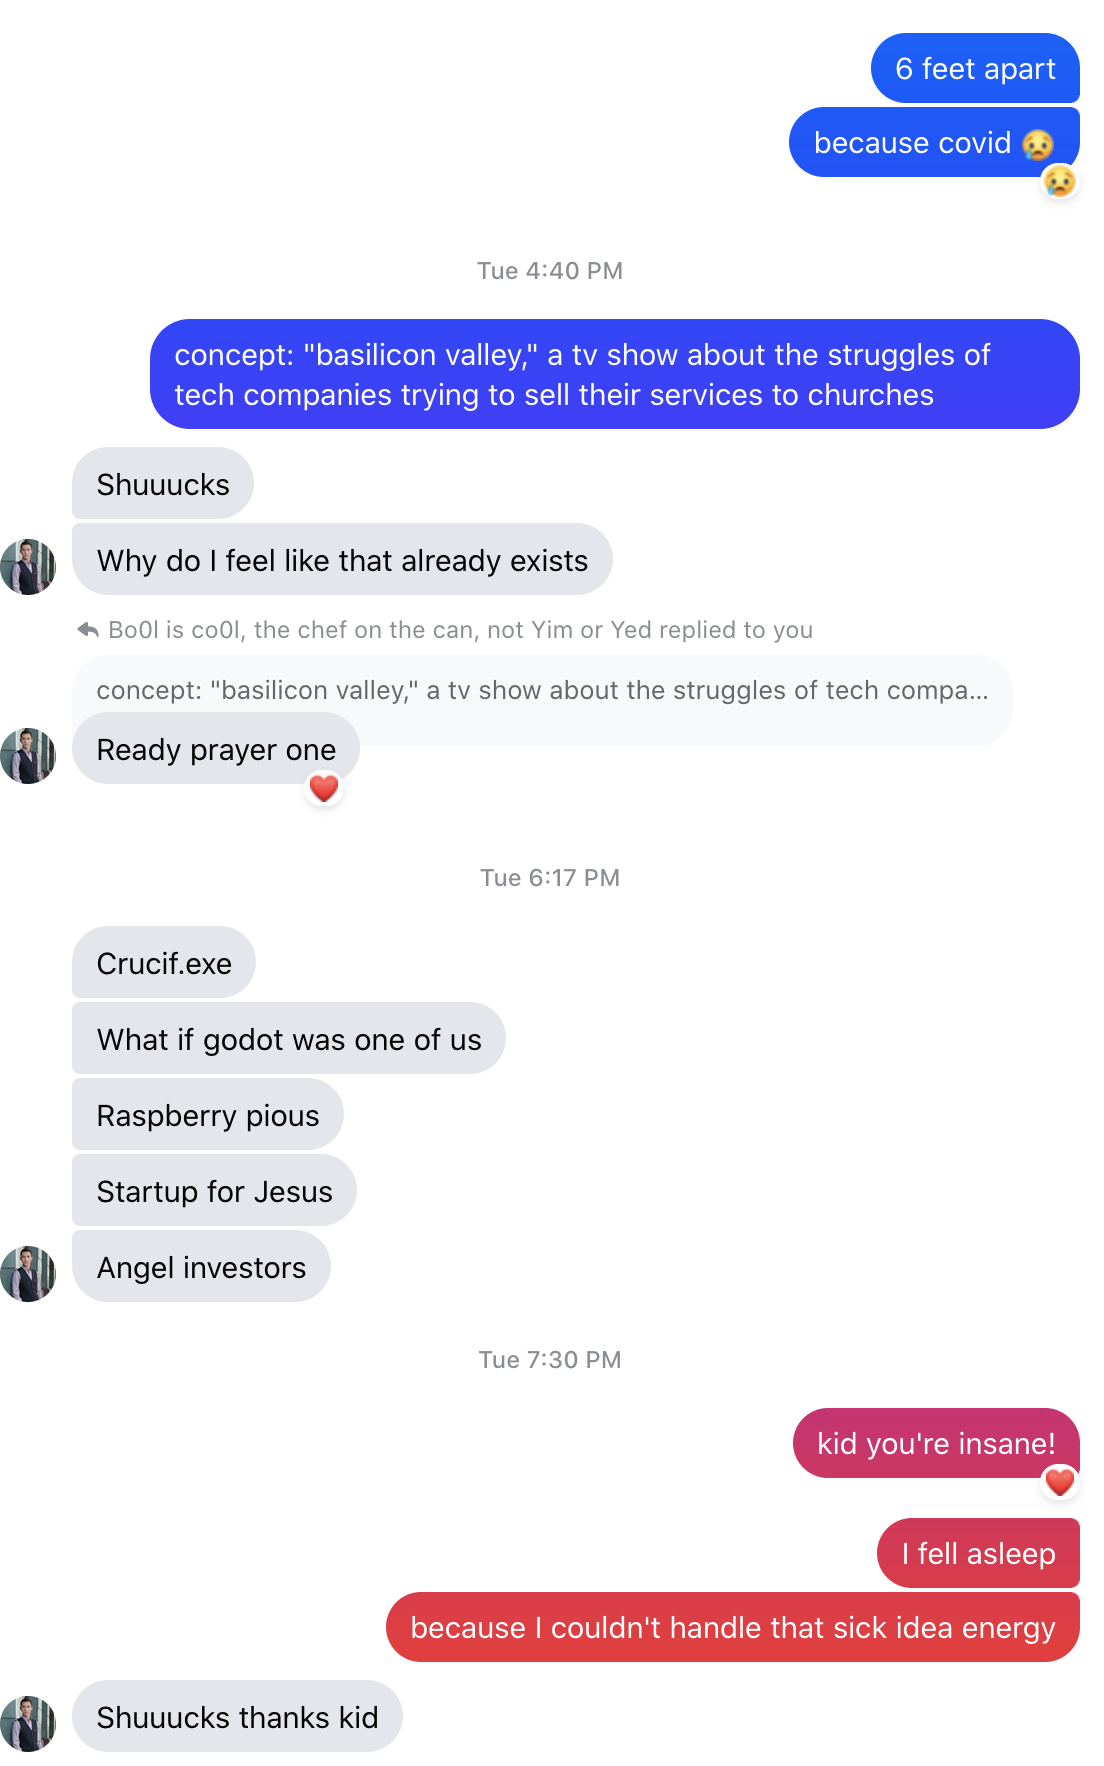 6 feet apart
because covid 😥
Tue 4:40 PM
concept: "basilicon valley," a tv show about the struggles of
tech companies trying to sell their services to churches
Shuuucks
Why do I feel like that already exists
Bo0l is co0l, the chef on the can, not Yim or Yed replied to you
concept: "basilicon valley," a tv show about the struggles of tech compa...
Ready prayer one
Tue 6:17 PM
Crucif.exe
What if godot was one of us
Raspberry pious
Startup for Jesus
Angel investors
Tue 7:30 PM
kid you're insane!
I fell asleep
because I couldn't handle that sick idea energy
Shuuucks thanks kid